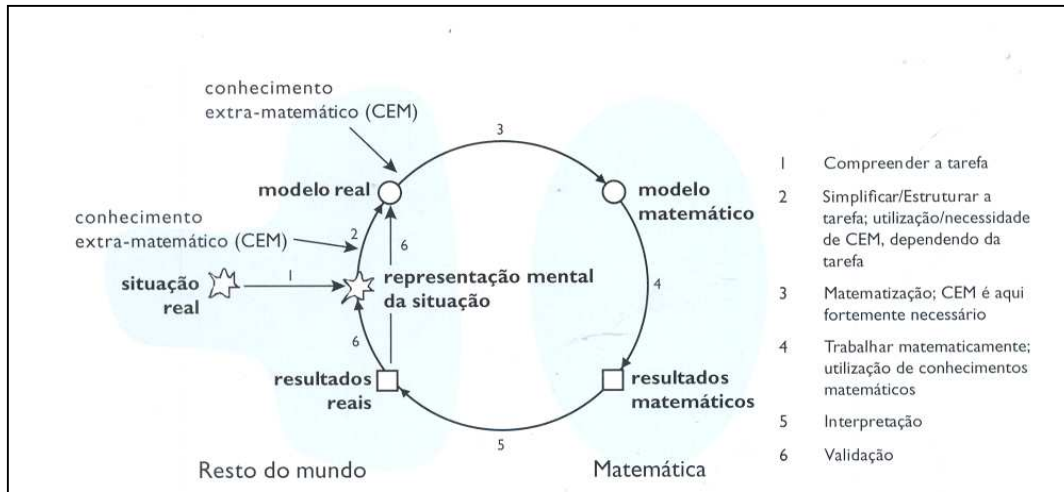 conhecimento
extra-matemático (CEM)
3
modelo real
modelo
matemático
conhecimento
extra-matemático (CEM)
2
6
situação
real
1
representação mental
da situação
4
6
resultados
reais
resultados
matemáticos
5
Resto do mundo
Matemática
1 Compreender a tarefa
2 Simplificar/Estruturar a
tarefa; utilização/necessidade
de CEM, dependendo da
tarefa
3 Matematização; CEM é aqui
fortemente necessário
4 Trabalhar matematicamente;
utilização de conhecimentos
matemáticos
5 Interpretação
6 Validação